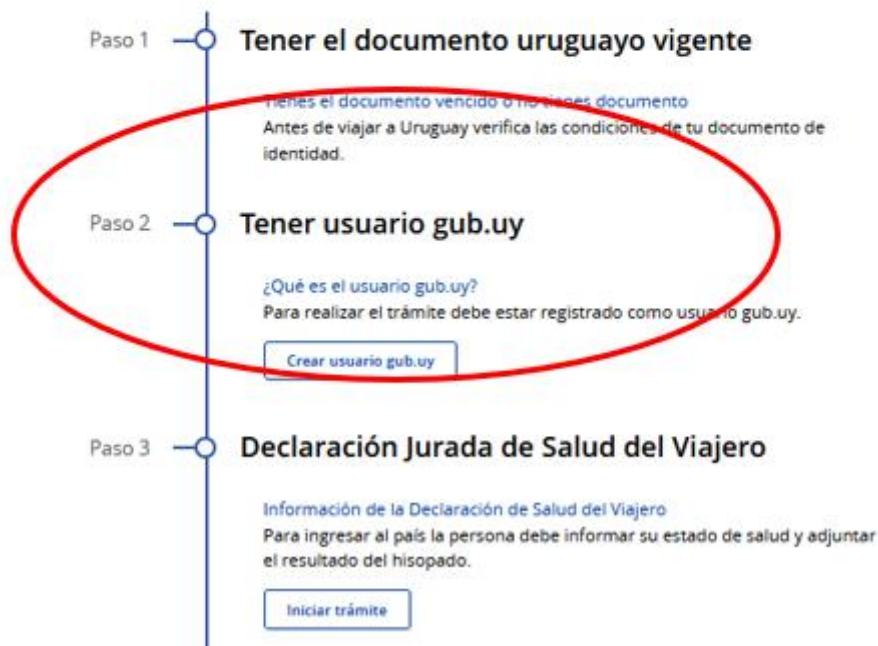 Paso 1
Tener el documento uruguayo vigente
Tienes el documento vencido o no tienes documento
Antes de viajar a Uruguay verifica las condiciones de tu documento de
identidad.
Paso 2
Tener usuario gub.uy
¿Qué es el usuario gub.uy?
Para realizar el trámite debe estar registrado como usuario gub.uy.
Crear usuario gub.uy
Paso 3
Declaración Jurada de Salud del Viajero
Información de la Declaración de Salud del Viajero
Para ingresar al país la persona debe informar su estado de salud y adjuntar
el resultado del hisopado.
Iniciar trámite